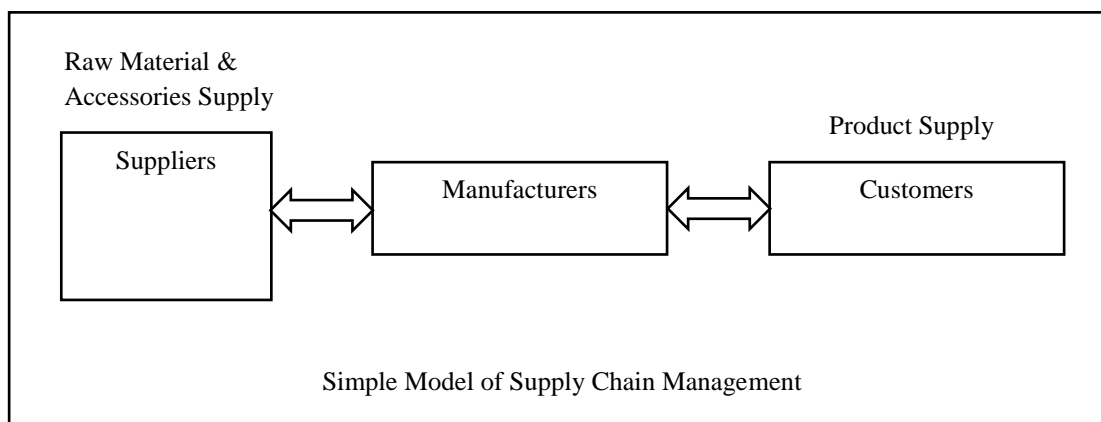 Raw Material &
Accessories Supply
Suppliers
Manufacturers
Product Supply
Customers
Simple Model of Supply Chain Management